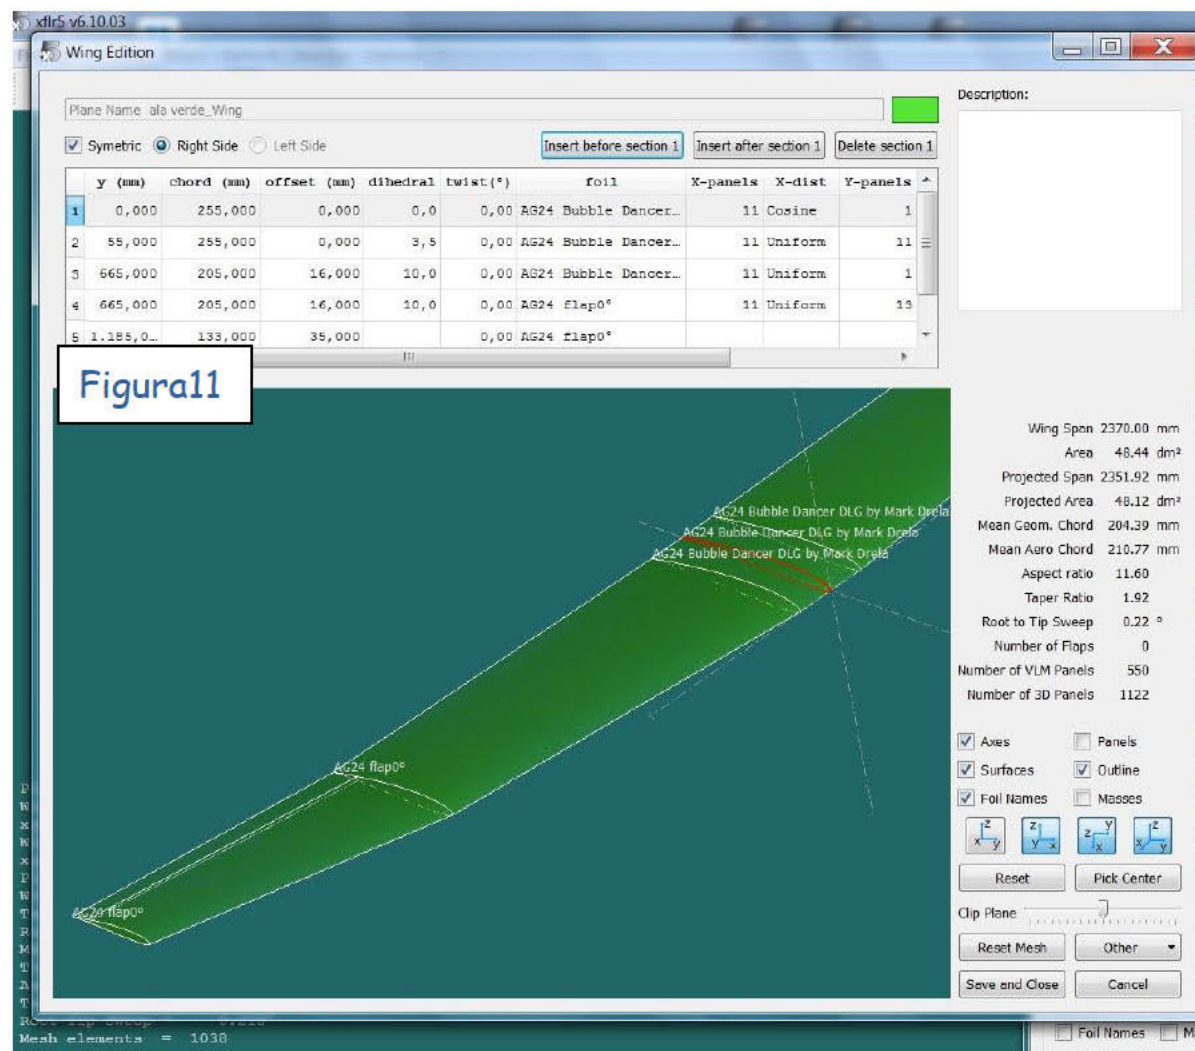 xflr5 v6.10.03
Wing Edition
Plane Name ala verde_Wing
Description:
Symetric Right Side Left Side Insert before section 1 Insert after section 1 Delete section 1
y (mm) chord (mm) offset (mm) dihedral twist(°) foil X-panels X-dist Y-panels
1 0,000 255,000 0,000 0,0 0,00 AG24 Bubble Dancer... 11 Cosine 1
2 55,000 255,000 0,000 3,5 0,00 AG24 Bubble Dancer... 11 Uniform 11
3 665,000 205,000 16,000 10,0 0,00 AG24 Bubble Dancer... 11 Uniform 1
4 665,000 205,000 16,000 10,0 0,00 AG24 flap0° 11 Uniform 13
5 1.185,0... 133,000 35,000 0,00 AG24 flap0°
Figura11
AG24 Bubble Dancer DLG by Mark Drela
AG24 Bubble Dancer DLG by Mark Drela
AG24 Bubble Dancer DLG by Mark Drela
AG24 flap0°
AG24 flap0°
Wing Span 2370.00 mm
Area 48.44 dm²
Projected Span 2351.92 mm
Projected Area 48.12 dm²
Mean Geom. Chord 204.39 mm
Mean Aero Chord 210.77 mm
Aspect ratio 11.60
Taper Ratio 1.92
Root to Tip Sweep 0.22 °
Number of Flaps 0
Number of VLM Panels 550
Number of 3D Panels 1122
Axes Panels
Surfaces Outline
Foil Names Masses
z x y z y x z y x z x y
Reset Pick Center
Clip Plane
Reset Mesh Other
Save and Close Cancel
Mesh elements = 1038
Foil Names M